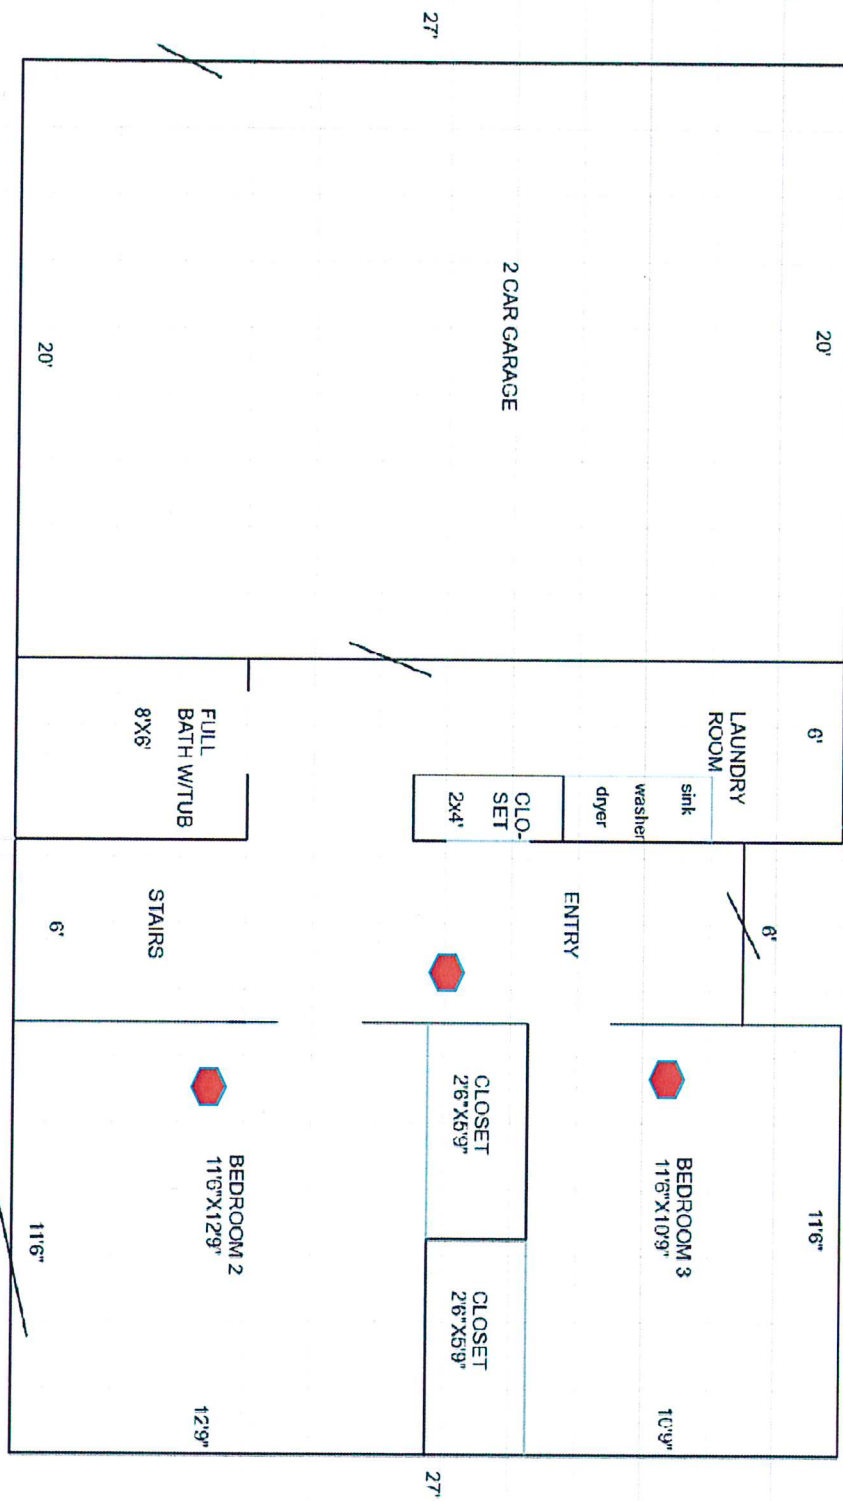 27'
20'
2 CAR GARAGE
20'
6'
LAUNDRY
ROOM
sink
washer
dryer
CLO-
SET
2x4'
FULL
BATH W/TUB
8'X6'
6'
ENTRY
STAIRS
6'
11'6"
BEDROOM 3
11'6"X10'9"
10'9"
CLOSET
2'6"X5'9"
CLOSET
2'6"X5'9"
BEDROOM 2
11'6"X12'9"
11'6"
12'9"
27'